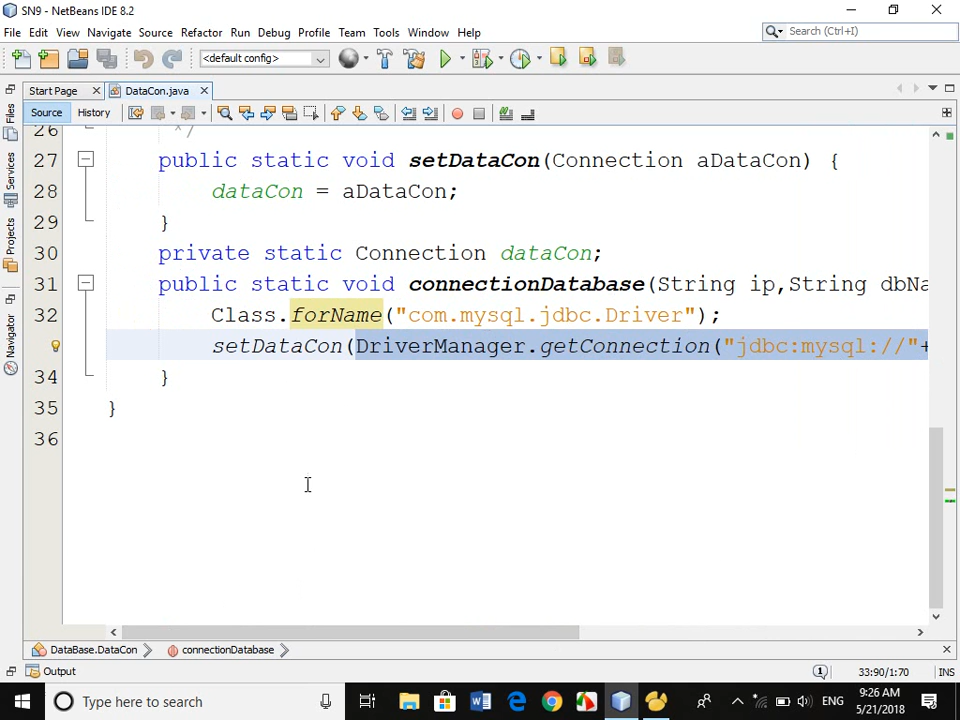 SN9 - NetBeans IDE 8.2
File Edit View Navigate Source Refactor Run Debug Profile Team Tools Window Help
Search (Ctrl+I)
<default config>
Start Page DataCon.java
Source History
26 */
27 public static void setDataCon(Connection aDataCon) {
28 dataCon = aDataCon;
29 }
30 private static Connection dataCon;
31 public static void connectionDatabase(String ip,String dbNa
32 Class.forName("com.mysql.jdbc.Driver");
setDataCon(DriverManager.getConnection("jdbc:mysql://"+
34 }
35 }
36
Files
Services
Projects
Navigator
DataBase.DataCon connectionDatabase
Output 1 33:90/1:70 INS
Type here to search
ENG
9:26 AM
5/21/2018